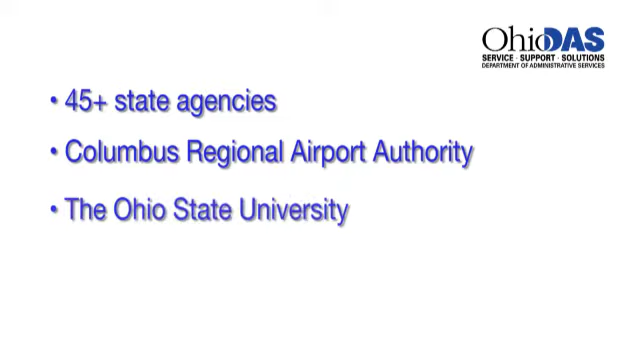 OhioDAS
SERVICE · SUPPORT · SOLUTIONS
DEPARTMENT OF ADMINISTRATIVE SERVICES
• 45+ state agencies
• Columbus Regional Airport Authority
• The Ohio State University